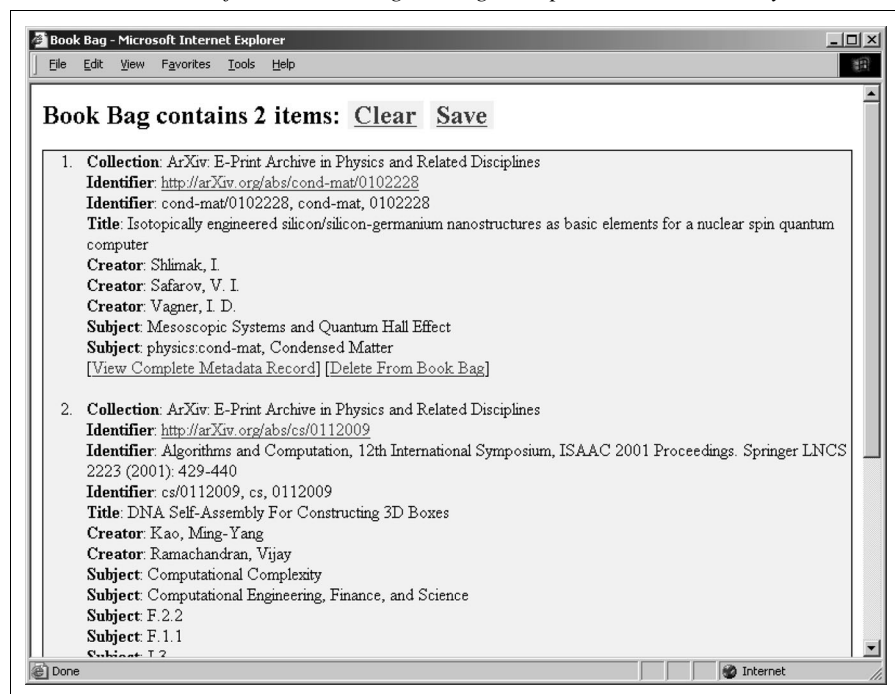 Book Bag - Microsoft Internet Explorer
File Edit View Favorites Tools Help
Book Bag contains 2 items: Clear Save
1. Collection: ArXiv: E-Print Archive in Physics and Related Disciplines
Identifier: http://arXiv.org/abs/cond-mat/0102228
Identifier: cond-mat/0102228, cond-mat, 0102228
Title: Isotopically engineered silicon/silicon-germanium nanostructures as basic elements for a nuclear spin quantum
computer
Creator: Shlimak, I.
Creator: Safarov, V. I.
Creator: Vagner, I. D.
Subject: Mesoscopic Systems and Quantum Hall Effect
Subject: physics:cond-mat, Condensed Matter
[View Complete Metadata Record] [Delete From Book Bag]
2. Collection: ArXiv: E-Print Archive in Physics and Related Disciplines
Identifier: http://arXiv.org/abs/cs/0112009
Identifier: Algorithms and Computation, 12th International Symposium, ISAAC 2001 Proceedings. Springer LNCS
2223 (2001): 429-440
Identifier: cs/0112009, cs, 0112009
Title: DNA Self-Assembly For Constructing 3D Boxes
Creator: Kao, Ming-Yang
Creator: Ramachandran, Vijay
Subject: Computational Complexity
Subject: Computational Engineering, Finance, and Science
Subject: F.2.2
Subject: F.1.1
Done Internet